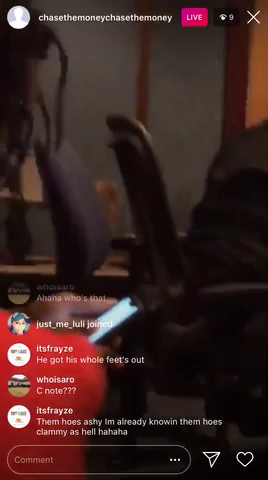 chasethemoneychasethemoney LIVE 9
whoisaro
Ahaha who's that
just_me_luli joined
itsfrayze
He got his whole feet's out
whoisaro
C note???
itsfrayze
Them hoes ashy Im already knowin them hoes
clammy as hell hahaha
Comment